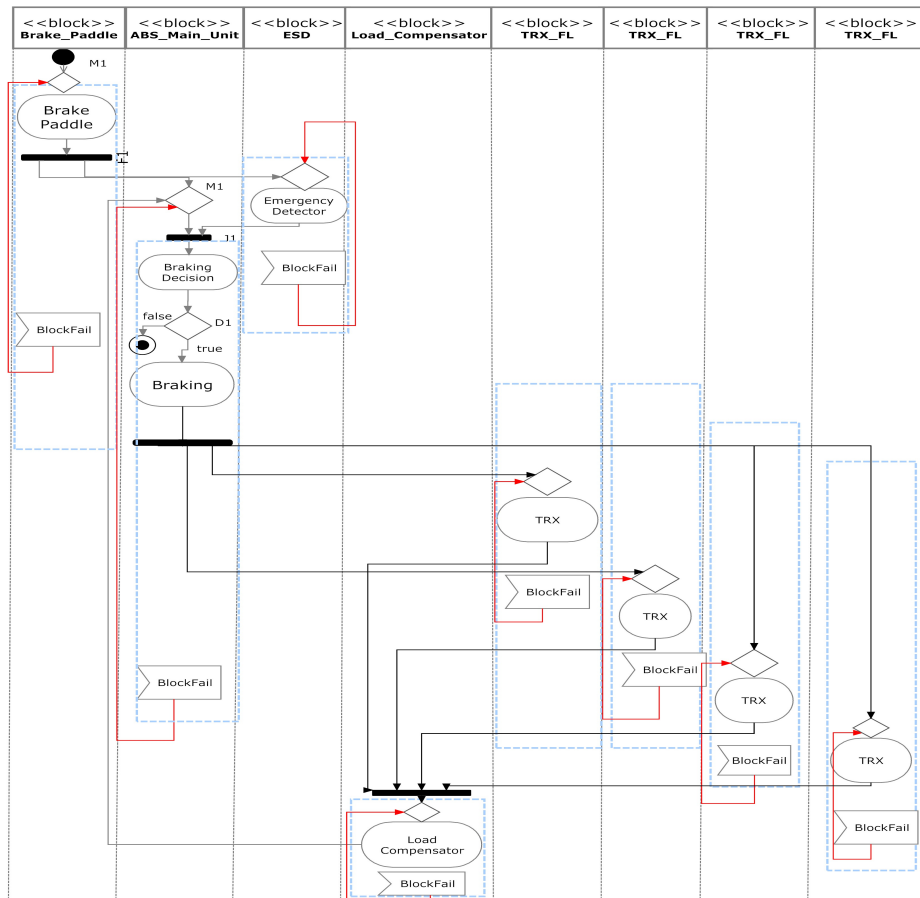 <<block>> <<block>> <<block>> <<block>> <<block>> <<block>> <<block>> <<block>>
Brake_Paddle ABS_Main_Unit ESD Load_Compensator TRX_FL TRX_FL TRX_FL TRX_FL
M1
Brake
Paddle
F1
M1
Emergency
Detector
J1
Braking
Decision
BlockFail
false
D1
BlockFail
true
Braking
TRX
BlockFail
TRX
BlockFail
BlockFail
TRX
BlockFail
TRX
BlockFail
Load
Compensator
BlockFail